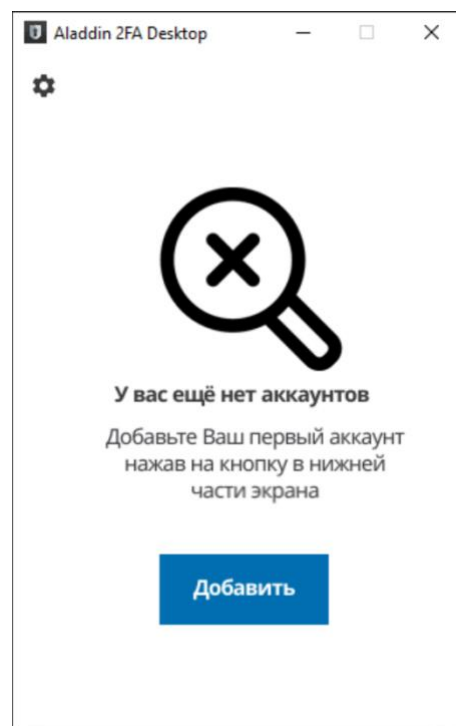 Aladdin 2FA Desktop
У вас ещё нет аккаунтов
Добавьте Ваш первый аккаунт
нажав на кнопку в нижней
части экрана
Добавить